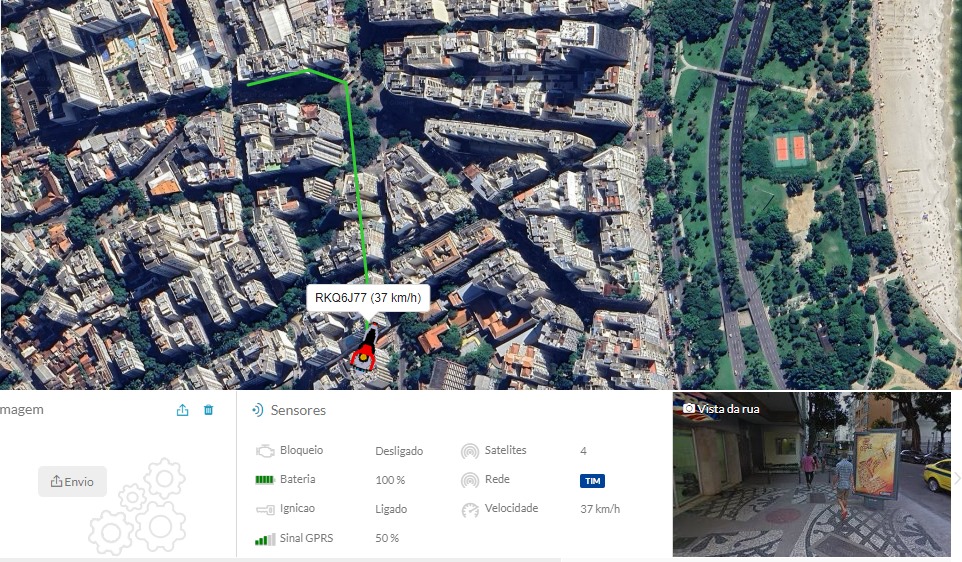 RKQ6J77 (37 km/h)
magem
Envio
Sensores
Bloqueio Desligado
Satelites 4
Bateria 100 %
Rede TIM
Ignicao Ligado
Velocidade 37 km/h
Sinal GPRS 50 %
Vista da rua